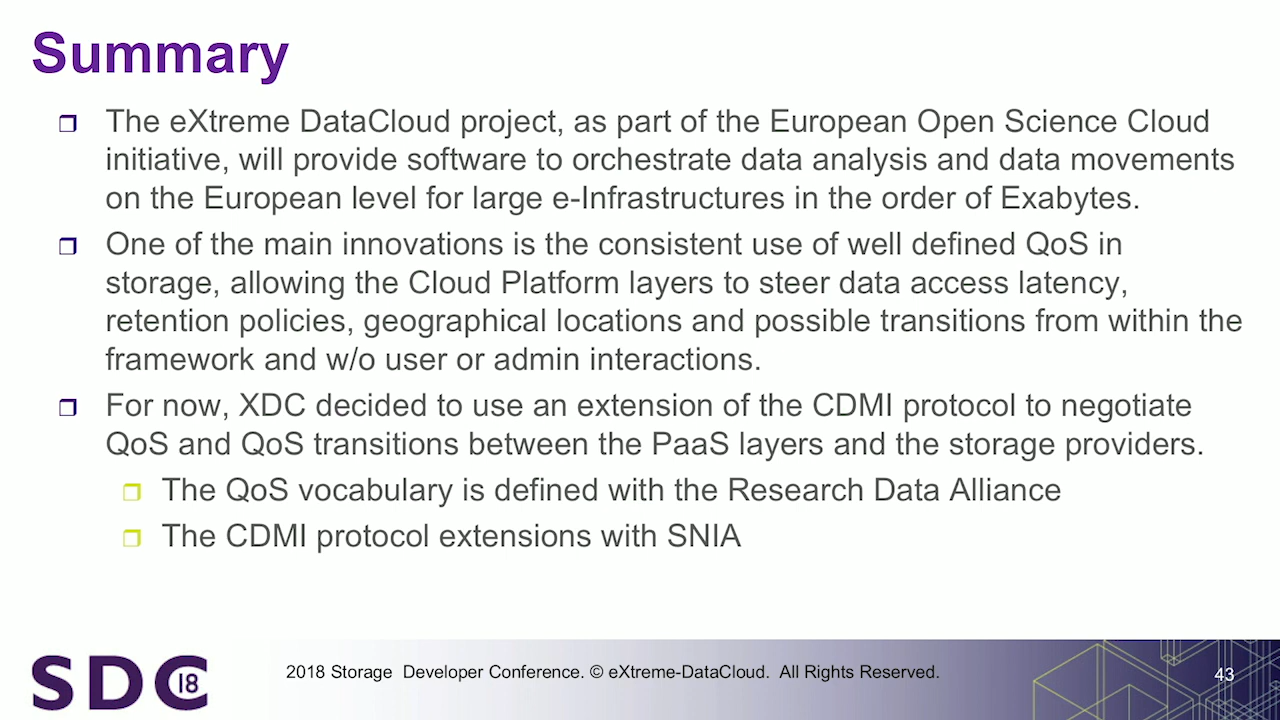 Summary
The eXtreme DataCloud project, as part of the European Open Science Cloud
initiative, will provide software to orchestrate data analysis and data movements
on the European level for large e-Infrastructures in the order of Exabytes.
One of the main innovations is the consistent use of well defined QoS in
storage, allowing the Cloud Platform layers to steer data access latency,
retention policies, geographical locations and possible transitions from within the
framework and w/o user or admin interactions.
For now, XDC decided to use an extension of the CDMI protocol to negotiate
QoS and QoS transitions between the PaaS layers and the storage providers.
The QoS vocabulary is defined with the Research Data Alliance
The CDMI protocol extensions with SNIA
SDC 18
2018 Storage Developer Conference. © eXtreme-DataCloud. All Rights Reserved.
43